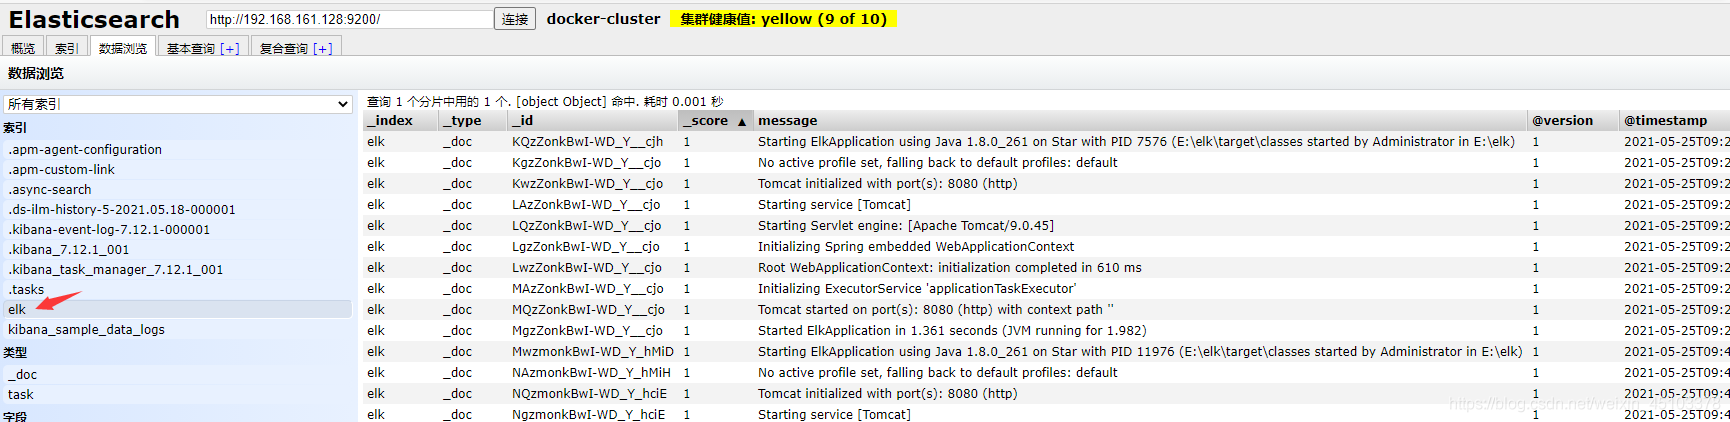 Elasticsearch http://192.168.161.128:9200/ 连接 docker-cluster 集群健康值: yellow (9 of 10)
概览 索引 数据浏览 基本查询 [+] 复合查询 [+]
数据浏览
所有索引
索引
.apm-agent-configuration
.apm-custom-link
.async-search
.ds-ilm-history-5-2021.05.18-000001
.kibana-event-log-7.12.1-000001
.kibana_7.12.1_001
.kibana_task_manager_7.12.1_001
.tasks
elk
kibana_sample_data_logs
类型
_doc
task
字段
查询 1 个分片中用的 1 个. [object Object] 命中. 耗时 0.001 秒
_index _type _id _score ▲ message @version @timestamp
elk _doc KQzZonkBwI-WD_Y__cjh 1 Starting ElkApplication using Java 1.8.0_261 on Star with PID 7576 (E:\elk\target\classes started by Administrator in E:\elk) 1 2021-05-25T09:2
elk _doc KgzZonkBwI-WD_Y__cjo 1 No active profile set, falling back to default profiles: default 1 2021-05-25T09:2
elk _doc KwzZonkBwI-WD_Y__cjo 1 Tomcat initialized with port(s): 8080 (http) 1 2021-05-25T09:2
elk _doc LAzZonkBwI-WD_Y__cjo 1 Starting service [Tomcat] 1 2021-05-25T09:2
elk _doc LQzZonkBwI-WD_Y__cjo 1 Starting Servlet engine: [Apache Tomcat/9.0.45] 1 2021-05-25T09:2
elk _doc LgzZonkBwI-WD_Y__cjo 1 Initializing Spring embedded WebApplicationContext 1 2021-05-25T09:2
elk _doc LwzZonkBwI-WD_Y__cjo 1 Root WebApplicationContext: initialization completed in 610 ms 1 2021-05-25T09:2
elk _doc MAzZonkBwI-WD_Y__cjo 1 Initializing ExecutorService 'applicationTaskExecutor' 1 2021-05-25T09:2
elk _doc MQzZonkBwI-WD_Y__cjo 1 Tomcat started on port(s): 8080 (http) with context path '' 1 2021-05-25T09:2
elk _doc MgzZonkBwI-WD_Y__cjo 1 Started ElkApplication in 1.361 seconds (JVM running for 1.982) 1 2021-05-25T09:2
elk _doc MwzmonkBwI-WD_Y_hMiD 1 Starting ElkApplication using Java 1.8.0_261 on Star with PID 11976 (E:\elk\target\classes started by Administrator in E:\elk) 1 2021-05-25T09:4
elk _doc NAzmonkBwI-WD_Y_hMiH 1 No active profile set, falling back to default profiles: default 1 2021-05-25T09:4
elk _doc NQzmonkBwI-WD_Y_hciE 1 Tomcat initialized with port(s): 8080 (http) 1 2021-05-25T09:4
elk _doc NgzmonkBwI-WD_Y_hciE 1 Starting service [Tomcat] 1 2021-05-25T09:4